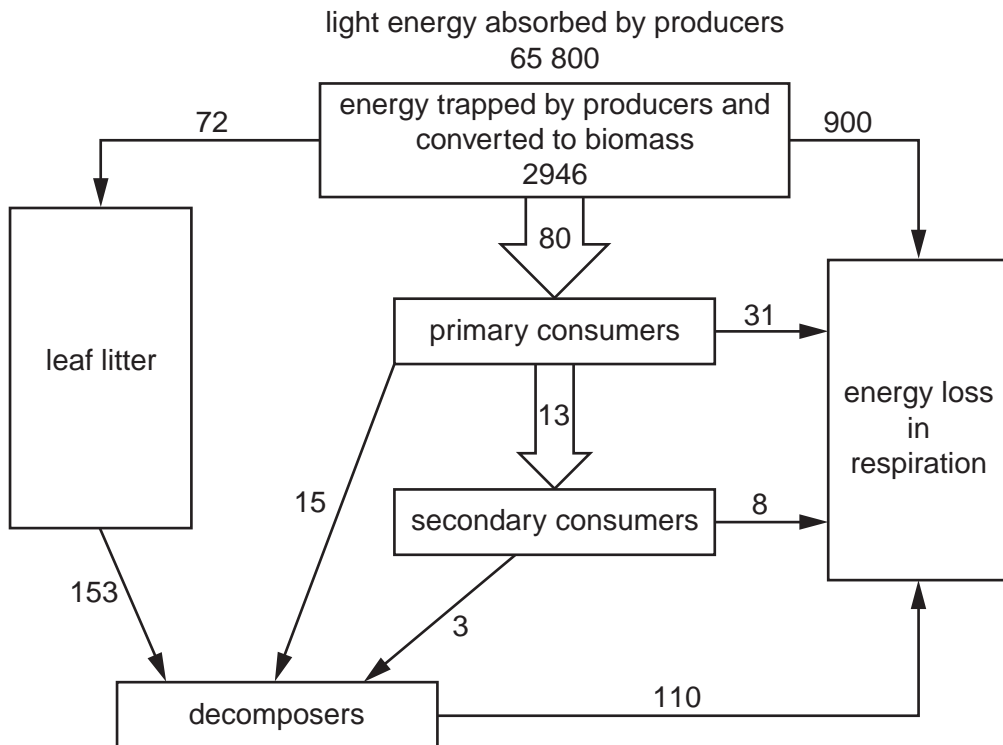 light energy absorbed by producers
65 800
energy trapped by producers and
converted to biomass
2946
72
900
80
leaf litter
primary consumers
31
energy loss
in
respiration
13
15
secondary consumers
8
153
3
decomposers
110